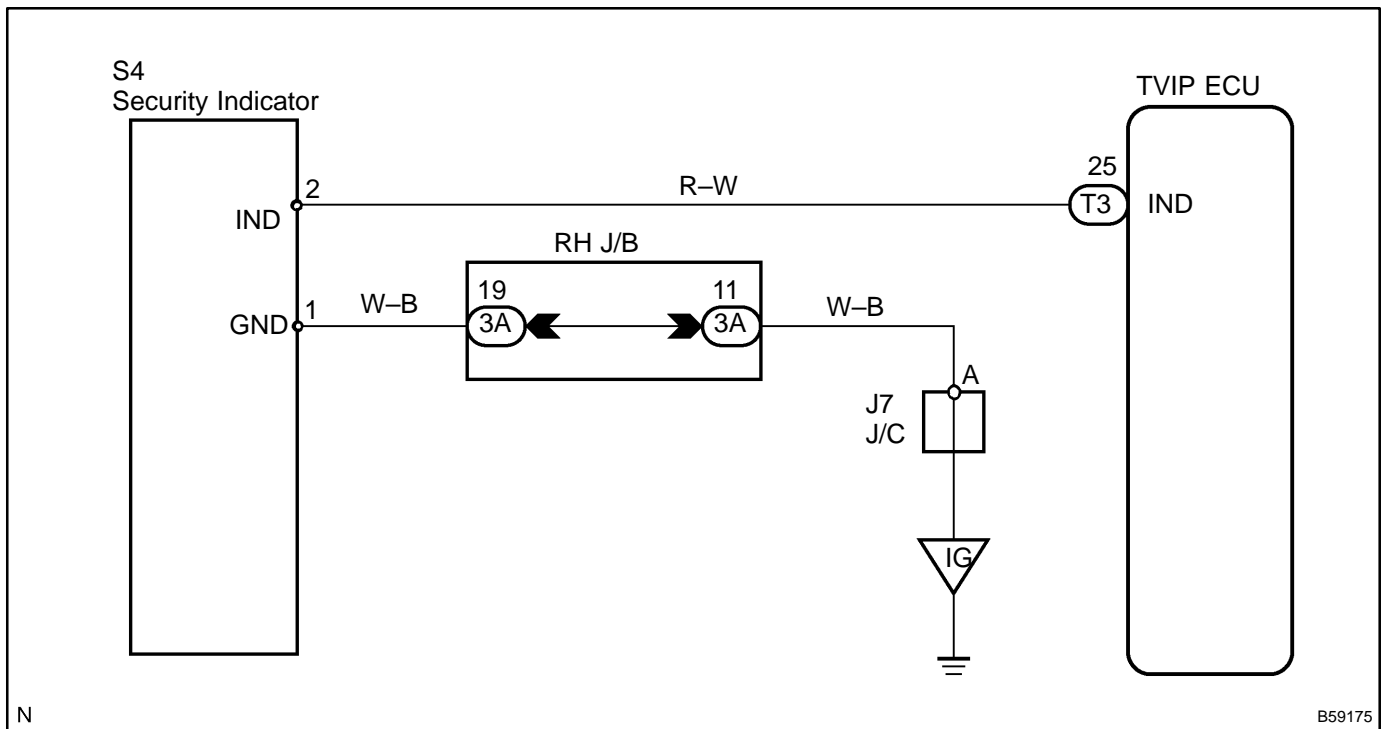 S4
Security Indicator
TVIP ECU
2
R–W
25
T3
IND
IND
RH J/B
19
11
1
W–B
3A
3A
W–B
GND
A
J7
J/C
IG
N
B59175